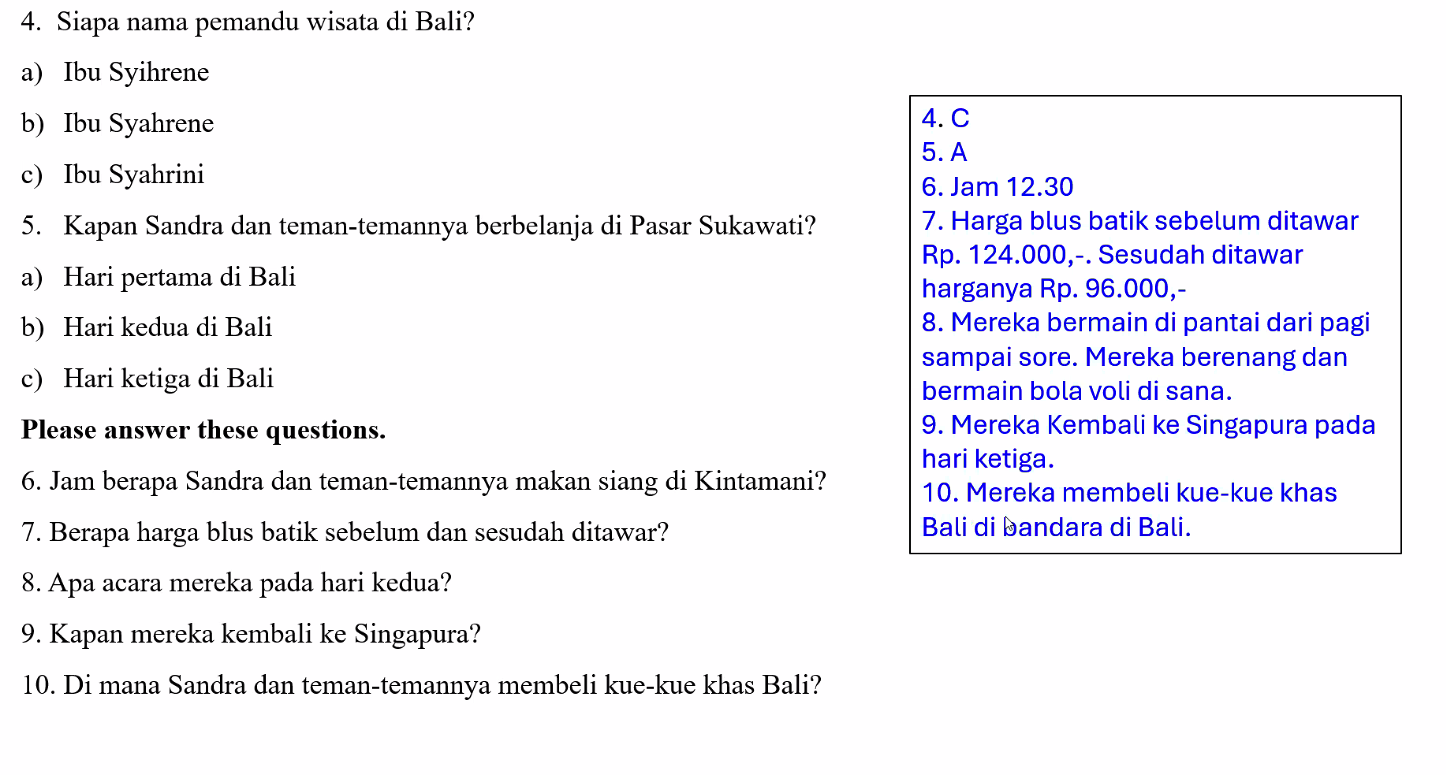 4. Siapa nama pemandu wisata di Bali?
a) Ibu Syihrene
b) Ibu Syahrene
c) Ibu Syahrini
5. Kapan Sandra dan teman-temannya berbelanja di Pasar Sukawati?
a) Hari pertama di Bali
b) Hari kedua di Bali
c) Hari ketiga di Bali
Please answer these questions.
6. Jam berapa Sandra dan teman-temannya makan siang di Kintamani?
7. Berapa harga blus batik sebelum dan sesudah ditawar?
8. Apa acara mereka pada hari kedua?
9. Kapan mereka kembali ke Singapura?
10. Di mana Sandra dan teman-temannya membeli kue-kue khas Bali?
4. C
5. A
6. Jam 12.30
7. Harga blus batik sebelum ditawar
Rp. 124.000,-. Sesudah ditawar
harganya Rp. 96.000,-
8. Mereka bermain di pantai dari pagi
sampai sore. Mereka berenang dan
bermain bola voli di sana.
9. Mereka Kembali ke Singapura pada
hari ketiga.
10. Mereka membeli kue-kue khas
Bali di bandara di Bali.